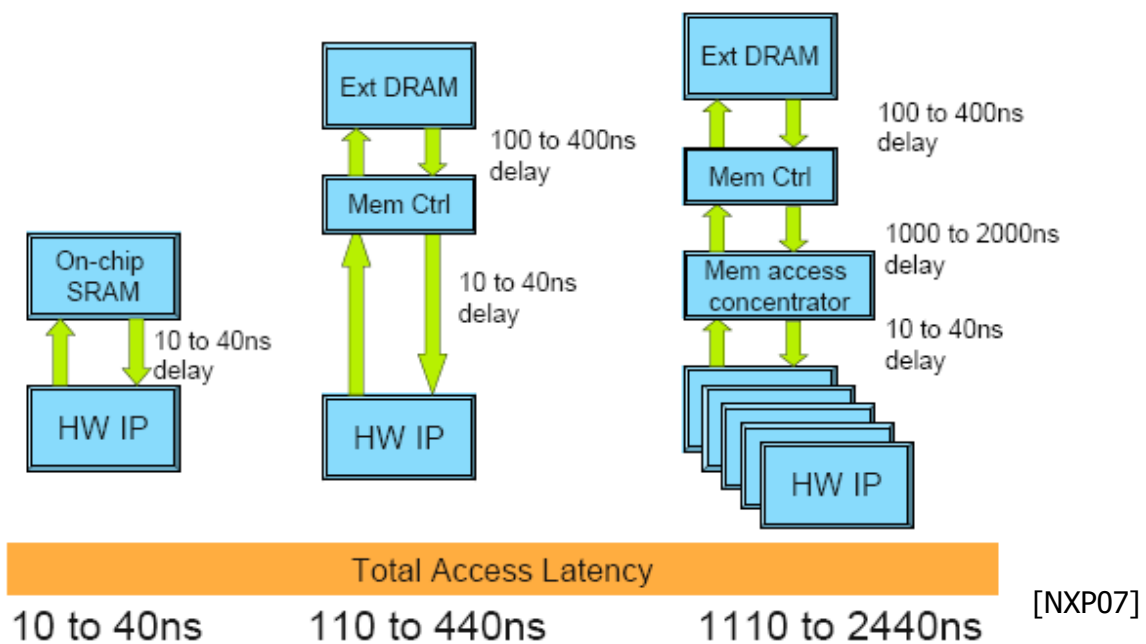 On-chip
SRAM
10 to 40ns
delay
HW IP
Ext DRAM
100 to 400ns
delay
Mem Ctrl
10 to 40ns
delay
HW IP
Ext DRAM
100 to 400ns
delay
Mem Ctrl
1000 to 2000ns
delay
Mem access
concentrator
10 to 40ns
delay
HW IP
Total Access Latency
10 to 40ns
110 to 440ns
1110 to 2440ns
[NXP07]